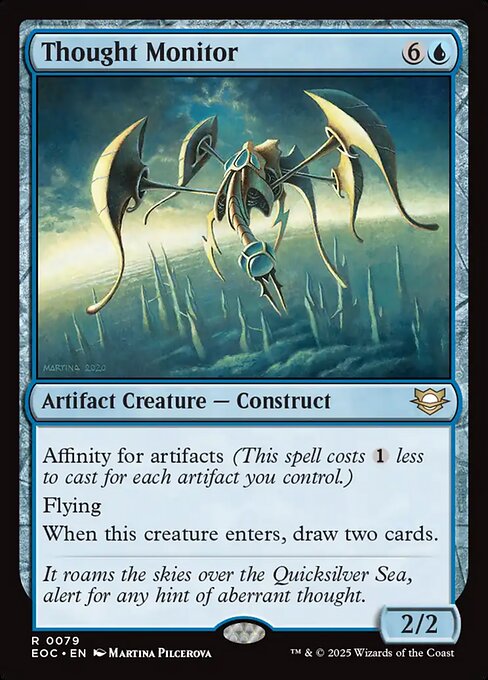 Thought Monitor 6
MARTINA 2020
Artifact Creature — Construct
Affinity for artifacts (This spell costs 1 less
to cast for each artifact you control.)
Flying
When this creature enters, draw two cards.
It roams the skies over the Quicksilver Sea,
alert for any hint of aberrant thought.
2/2
R 0079
EOC • EN Martina Pilcerova
™ & © 2025 Wizards of the Coast